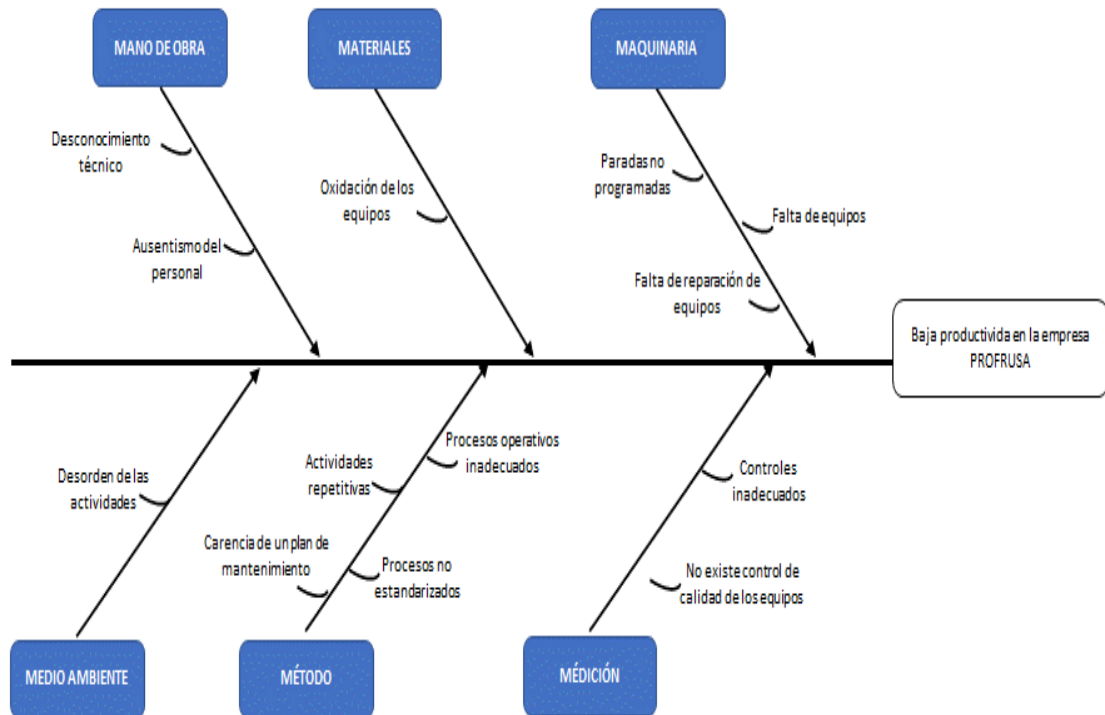 MANO DE OBRA
MATERIALES
MAQUINARIA
Desconocimiento
técnico
Ausentismo del
personal
Oxidación de los
equipos
Paradas no
programadas
Falta de equipos
Falta de reparación de
equipos
Baja productivida en la empresa
PROFRUSA
Desorden de las
actividades
Actividades
repetitivas
Procesos operativos
inadecuados
Carencia de un plan de
mantenimiento
Procesos no
estandarizados
Controles
inadecuados
No existe control de
calidad de los equipos
MEDIO AMBIENTE
MÉTODO
MÉDICIÓN